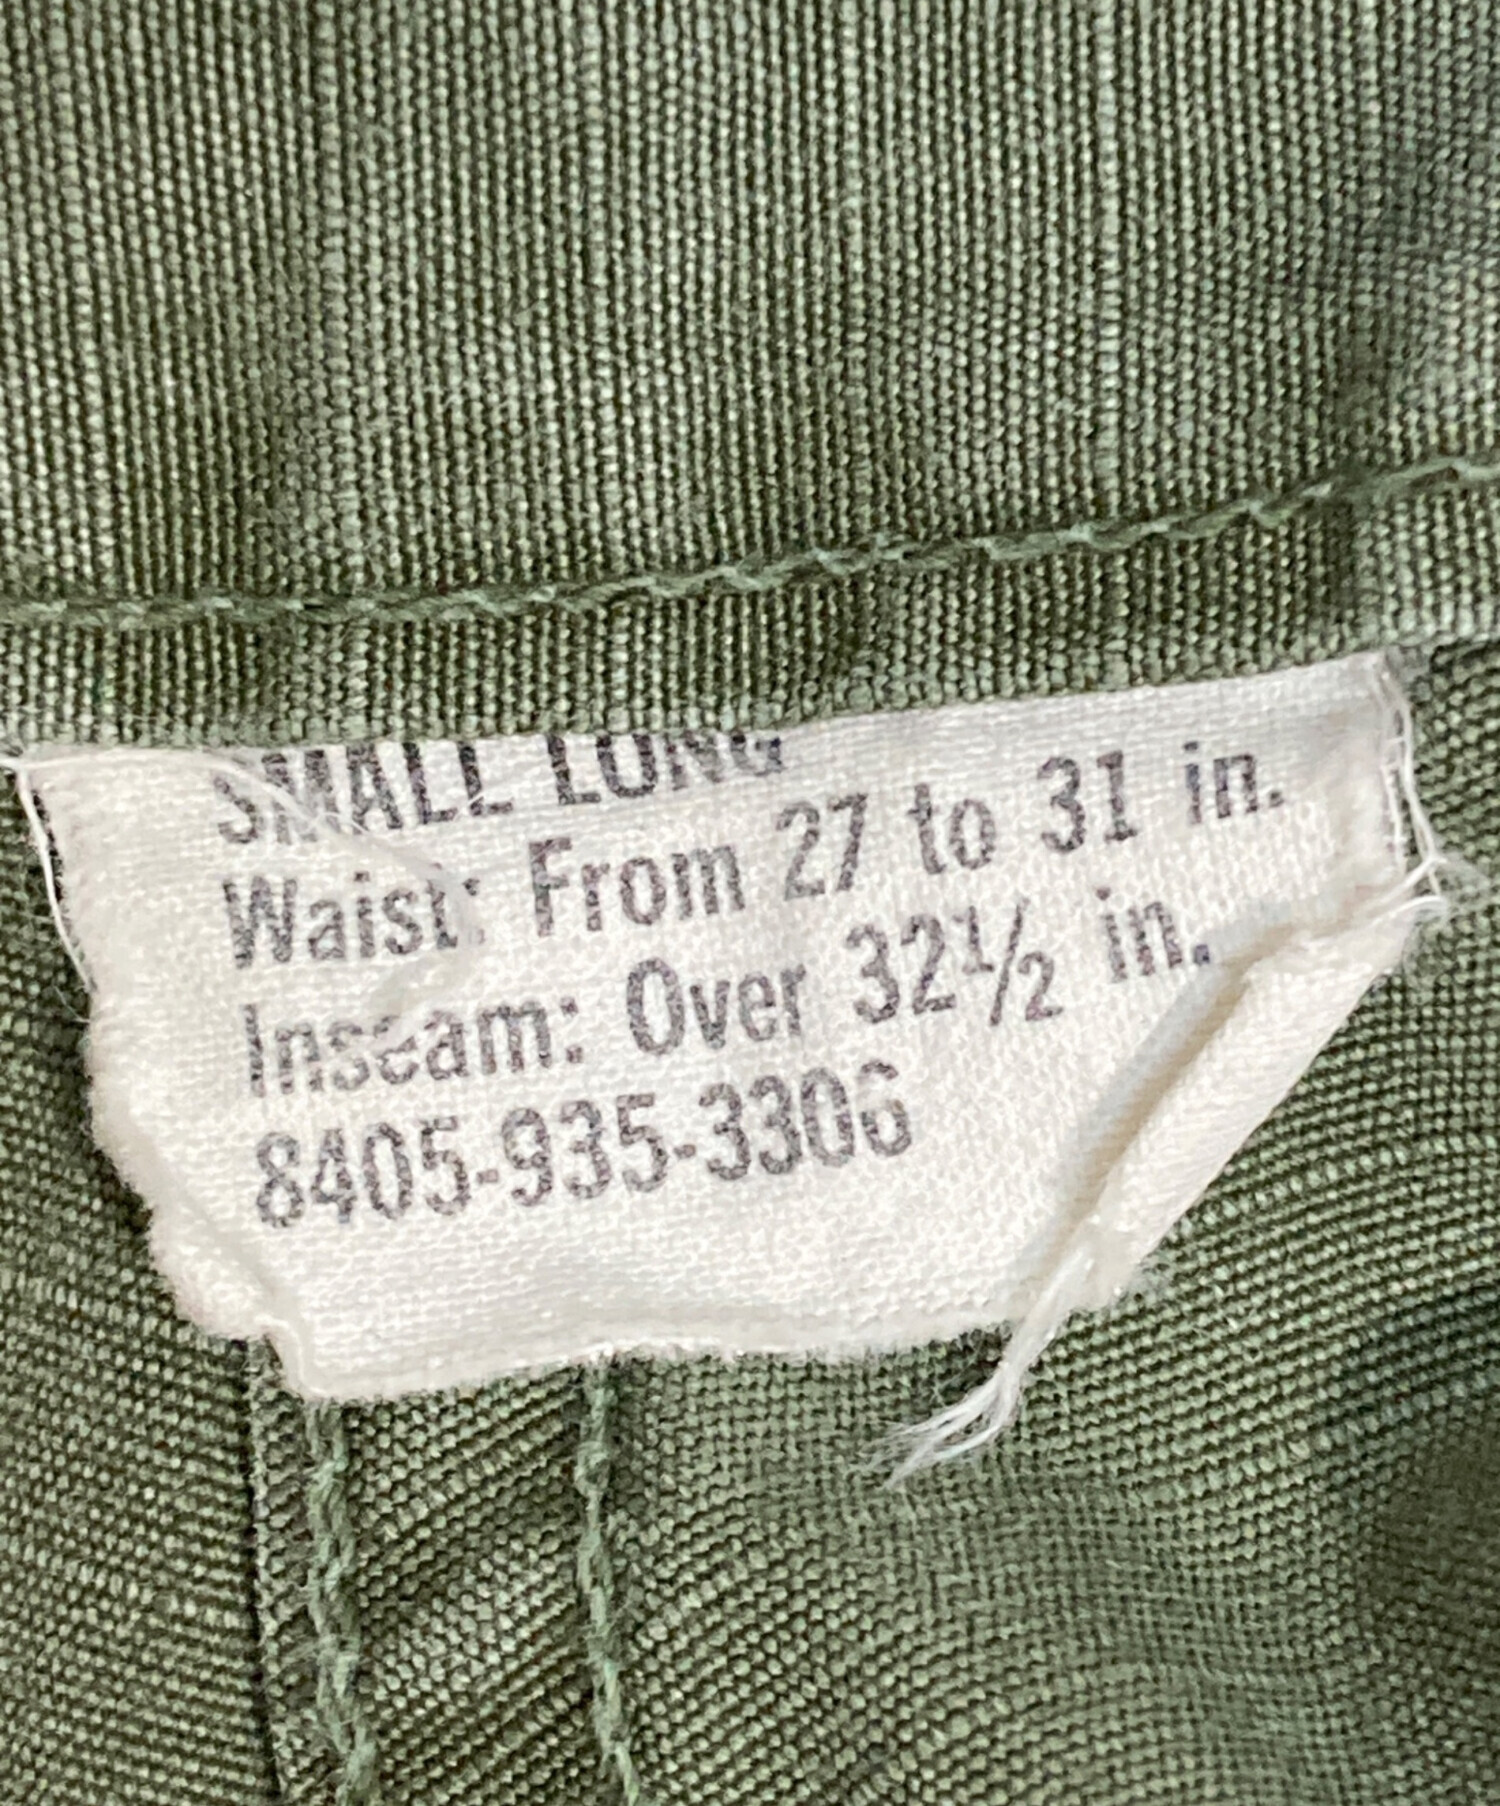 SMALL LONG
Waist: From 27 to 31 in.
Inseam: Over 32½ in.
8405-935-3306